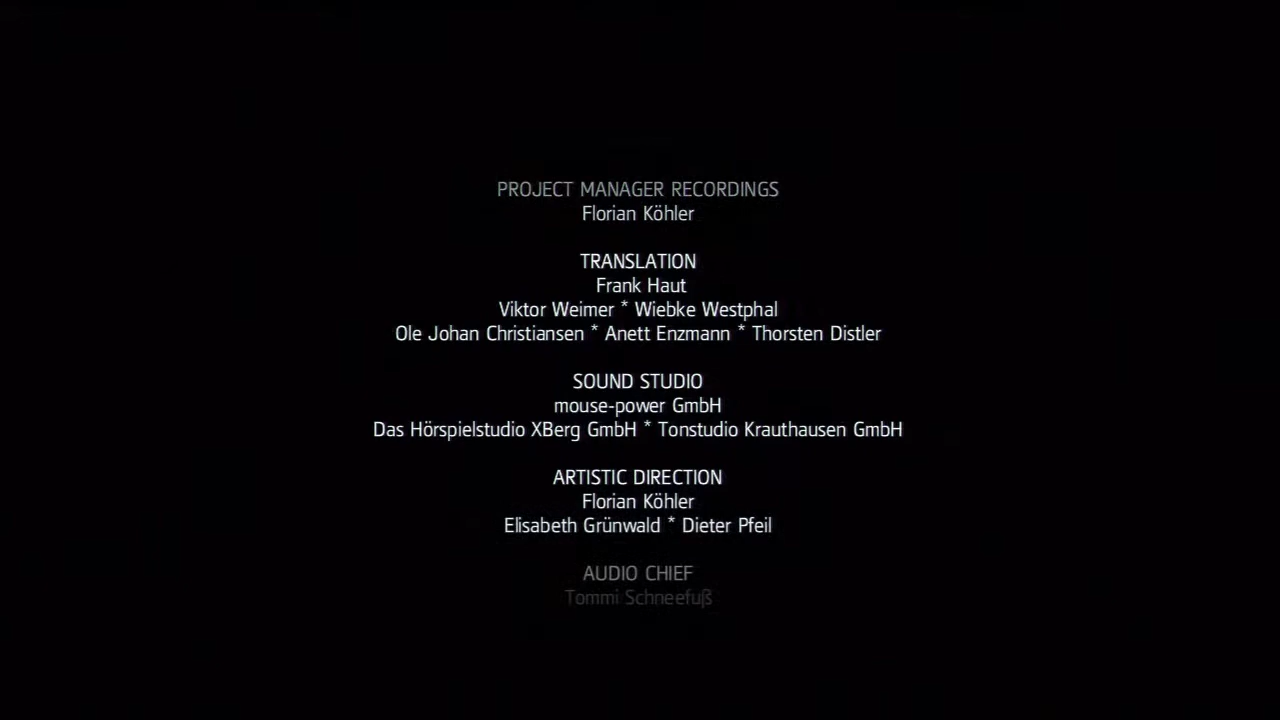 PROJECT MANAGER RECORDINGS
Florian Köhler
TRANSLATION
Frank Haut
Viktor Weimer * Wiebke Westphal
Ole Johan Christiansen * Anett Enzmann * Thorsten Distler
SOUND STUDIO
mouse-power GmbH
Das Hörspielstudio XBerg GmbH * Tonstudio Krauthausen GmbH
ARTISTIC DIRECTION
Florian Köhler
Elisabeth Grünwald * Dieter Pfeil
AUDIO CHIEF
Tommi Schneefuß